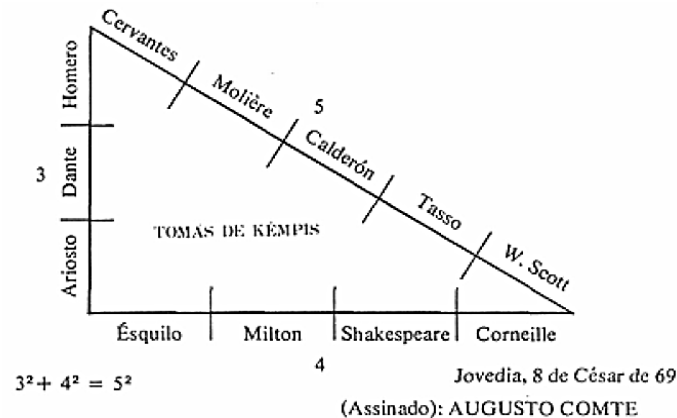 Cervantes
Molière
5
Calderón
Tasso
W. Scott
Homero
3
Dante
Ariosto
TOMÁS DE KÉMPIS
Ésquilo Milton Shakespeare Corneille
4
3² + 4² = 5²
Jovedia, 8 de César de 69
(Assinado): AUGUSTO COMTE